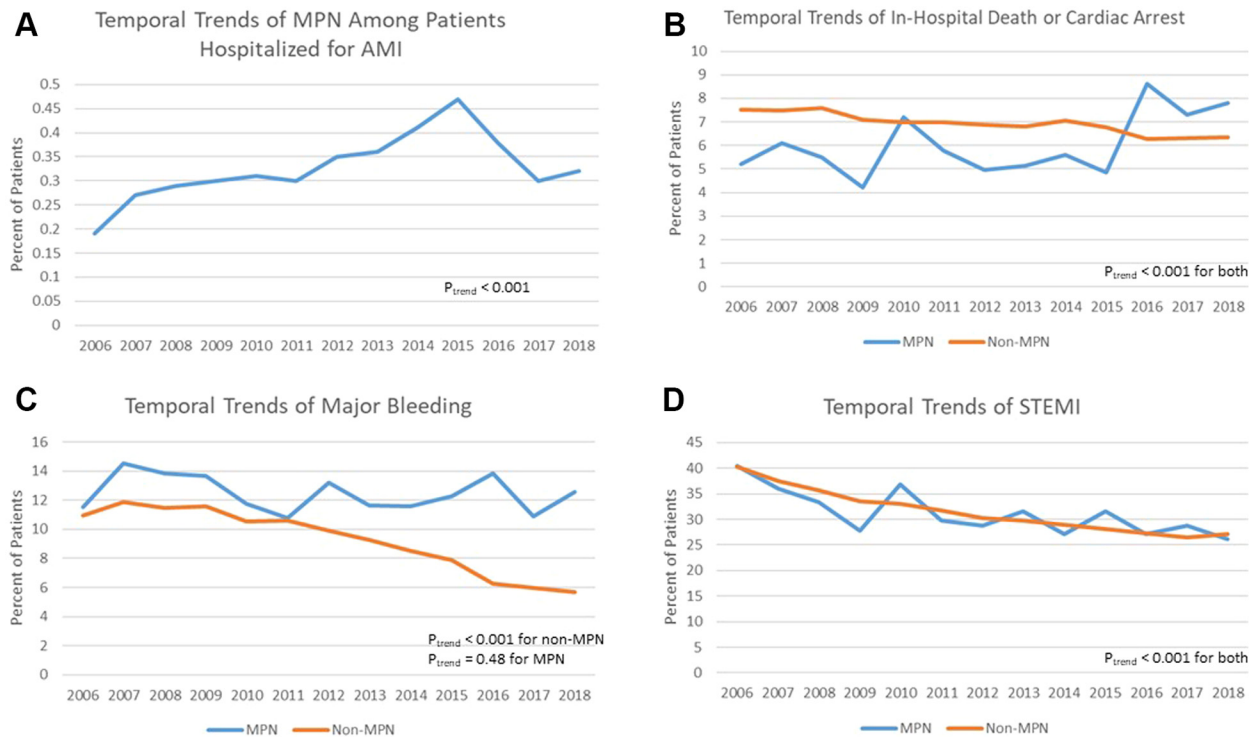 A
Temporal Trends of MPN Among Patients
Hospitalized for AMI
Percent of Patients
0.5
0.45
0.4
0.35
0.3
0.25
0.2
0.15
0.1
0.05
0
P trend < 0.001
2006 2007 2008 2009 2010 2011 2012 2013 2014 2015 2016 2017 2018
B
Temporal Trends of In-Hospital Death or Cardiac Arrest
Percent of Patients
10
9
8
7
6
5
4
3
2
1
0
P trend < 0.001 for both
2006 2007 2008 2009 2010 2011 2012 2013 2014 2015 2016 2017 2018
MPN Non-MPN
C
Temporal Trends of Major Bleeding
Percent of Patients
16
14
12
10
8
6
4
2
0
P trend < 0.001 for non-MPN
P trend = 0.48 for MPN
2006 2007 2008 2009 2010 2011 2012 2013 2014 2015 2016 2017 2018
MPN Non-MPN
D
Temporal Trends of STEMI
Percent of Patients
45
40
35
30
25
20
15
10
5
0
P trend < 0.001 for both
2006 2007 2008 2009 2010 2011 2012 2013 2014 2015 2016 2017 2018
MPN Non-MPN